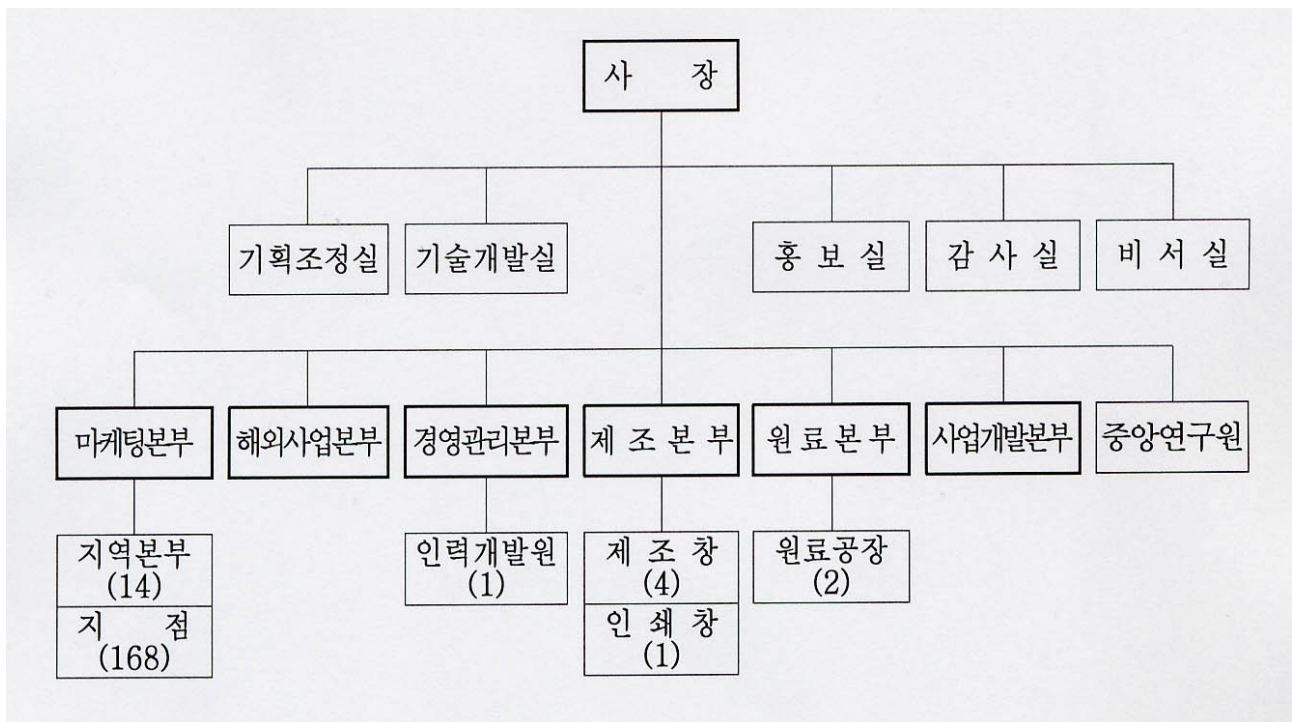 사 장
기획조정실
기술개발실
홍 보 실
감 사 실
비 서 실
마케팅본부
해외사업본부
경영관리본부
제 조 본 부
원 료 본 부
사업개발본부
중앙연구원
지역본부
(14)
지 점
(168)
인력개발원
(1)
제 조 창
(4)
인 쇄 창
(1)
원료공장
(2)